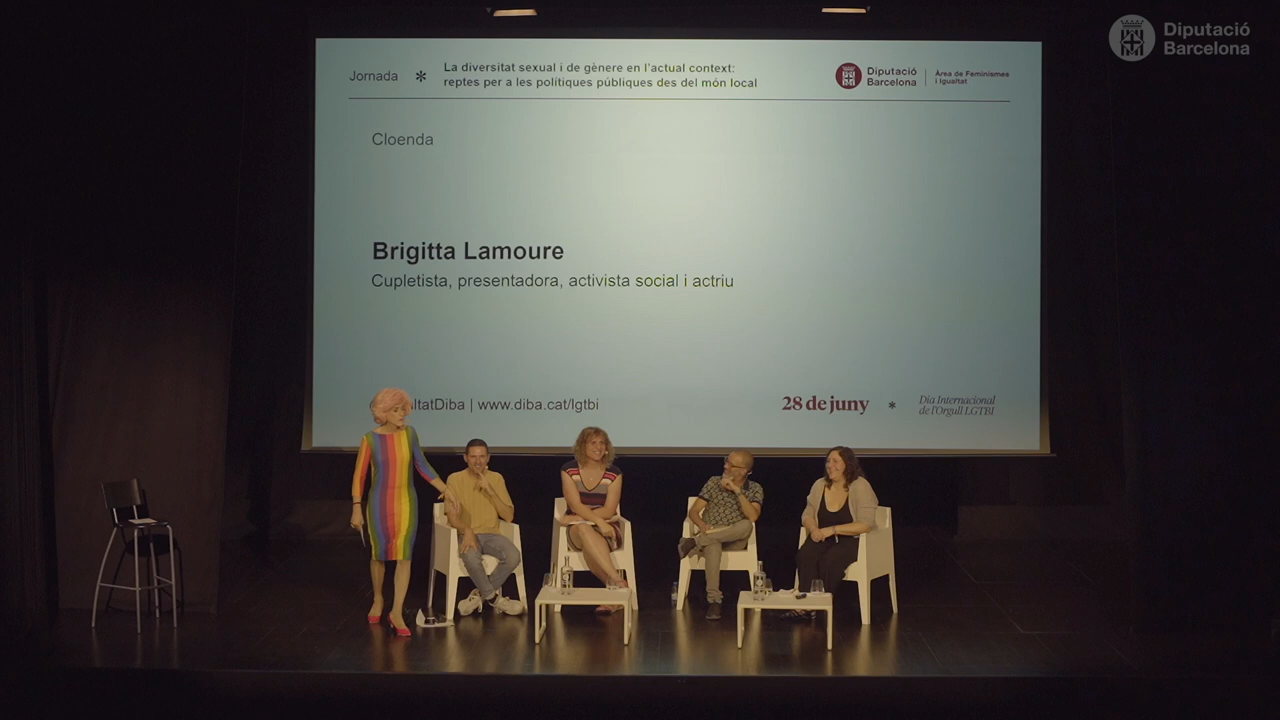 Diputació
Barcelona
Jornada * La diversitat sexual i de gènere en l'actual context:
reptes per a les polítiques públiques des del món local
Diputació
Barcelona
Àrea de Feminismes
i Igualtat
Cloenda
Brigitta Lamoure
Cupletista, presentadora, activista social i actriu
ltatDiba | www.diba.cat/lgtbi
28 de juny *
Dia Internacional
de l'Orgull LGTBI